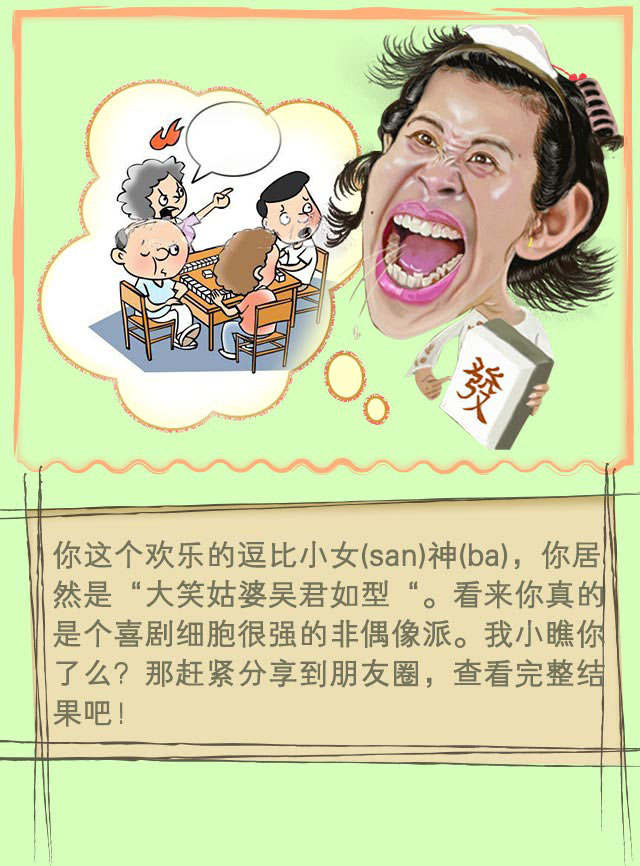 發
你这个欢乐的逗比小女(san)神(ba)，你居
然是“大笑姑婆吴君如型“。看来你真的
是个喜剧细胞很强的非偶像派。我小瞧你
了么？那赶紧分享到朋友圈，查看完整结
果吧！